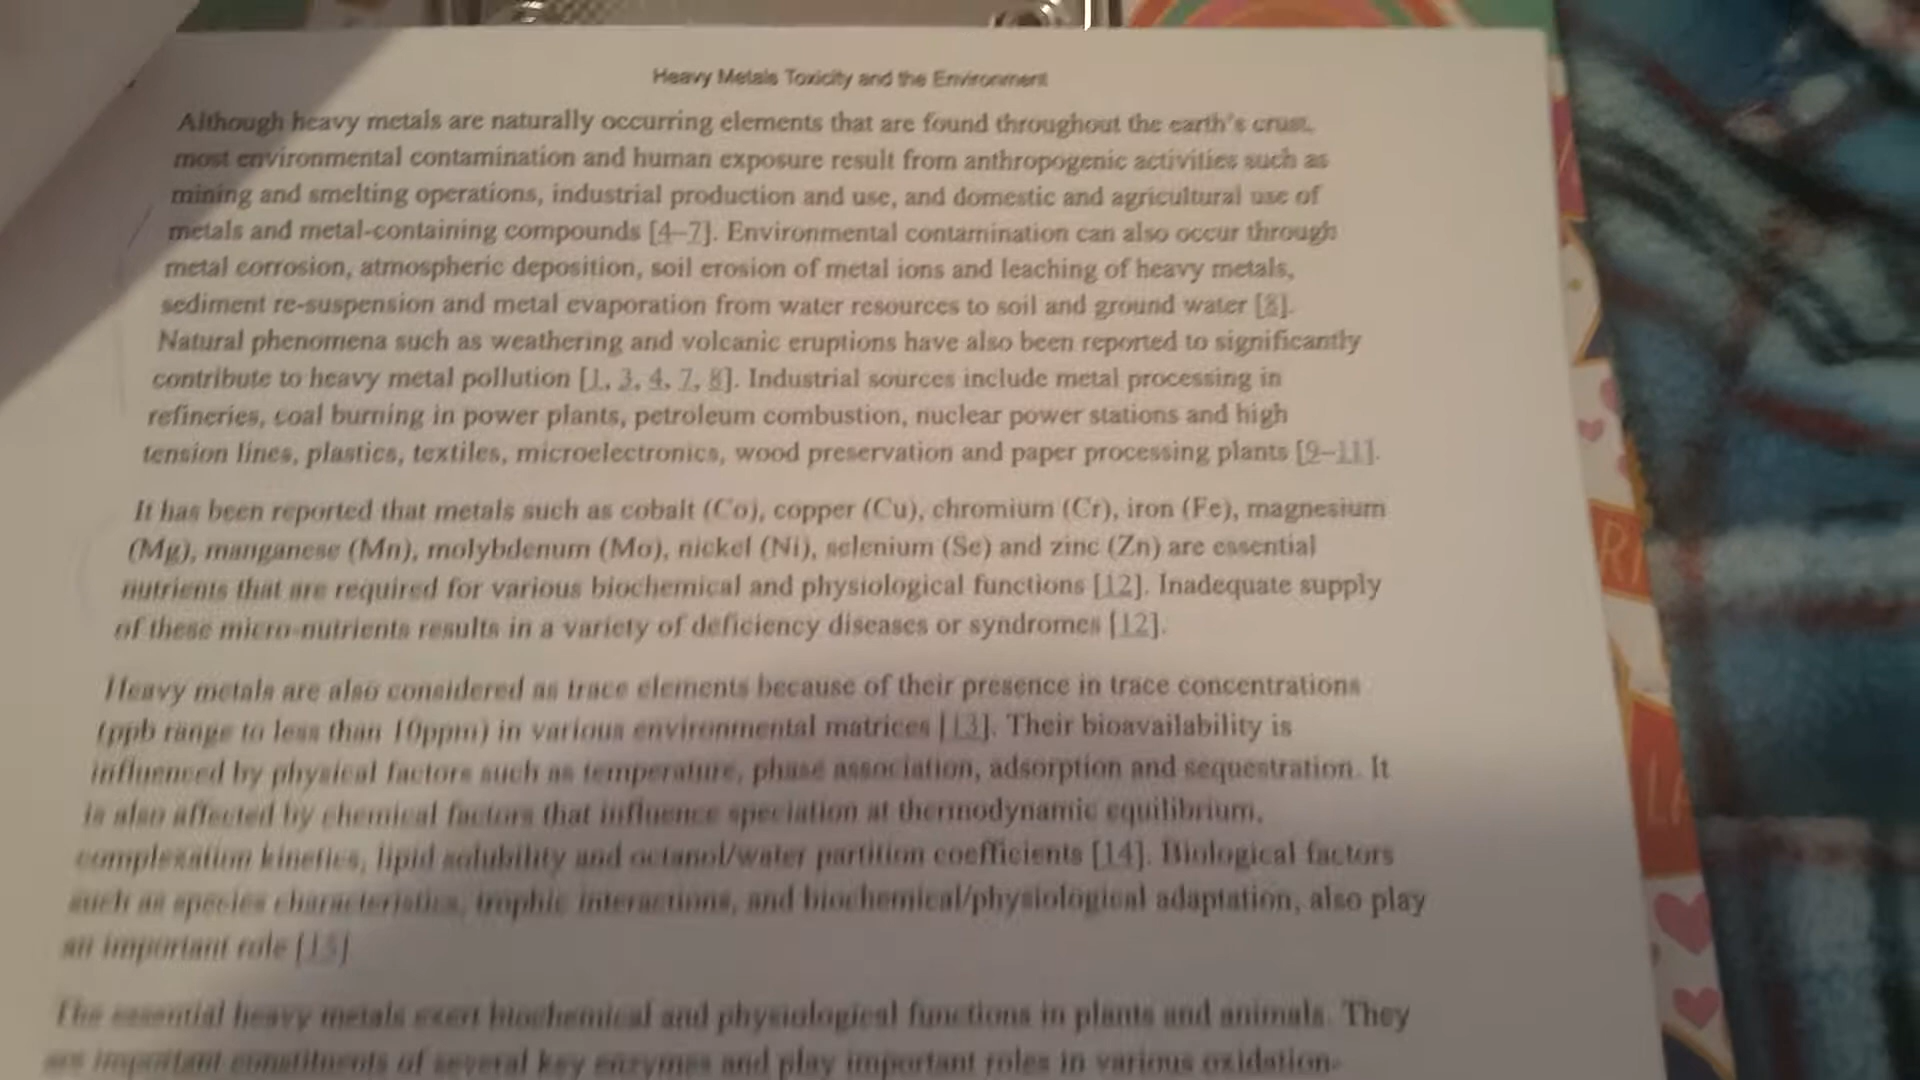 Heavy Metals Toxicity and the Environment
Although heavy metals are naturally occurring elements that are found throughout the earth's crust,
most environmental contamination and human exposure result from anthropogenic activities such as
mining and smelting operations, industrial production and use, and domestic and agricultural use of
metals and metal-containing compounds [4–7]. Environmental contamination can also occur through
metal corrosion, atmospheric deposition, soil erosion of metal ions and leaching of heavy metals,
sediment re-suspension and metal evaporation from water resources to soil and ground water [8].
Natural phenomena such as weathering and volcanic eruptions have also been reported to significantly
contribute to heavy metal pollution [1, 3, 4, 7, 8]. Industrial sources include metal processing in
refineries, coal burning in power plants, petroleum combustion, nuclear power stations and high
tension lines, plastics, textiles, microelectronics, wood preservation and paper processing plants [9–11].
It has been reported that metals such as cobalt (Co), copper (Cu), chromium (Cr), iron (Fe), magnesium
(Mg), manganese (Mn), molybdenum (Mo), nickel (Ni), selenium (Se) and zinc (Zn) are essential
nutrients that are required for various biochemical and physiological functions [12]. Inadequate supply
of these micro-nutrients results in a variety of deficiency diseases or syndromes [12].
Heavy metals are also considered as trace elements because of their presence in trace concentrations
(ppb range to less than 10ppm) in various environmental matrices [13]. Their bioavailability is
influenced by physical factors such as temperature, phase association, adsorption and sequestration. It
is also affected by chemical factors that influence speciation at thermodynamic equilibrium,
complexation kinetics, lipid solubility and octanol/water partition coefficients [14]. Biological factors
such as species characteristics, trophic interactions, and biochemical/physiological adaptation, also play
an important role [15]
The essential heavy metals exert biochemical and physiological functions in plants and animals. They
are important constituents of several key enzymes and play important roles in various oxidation-